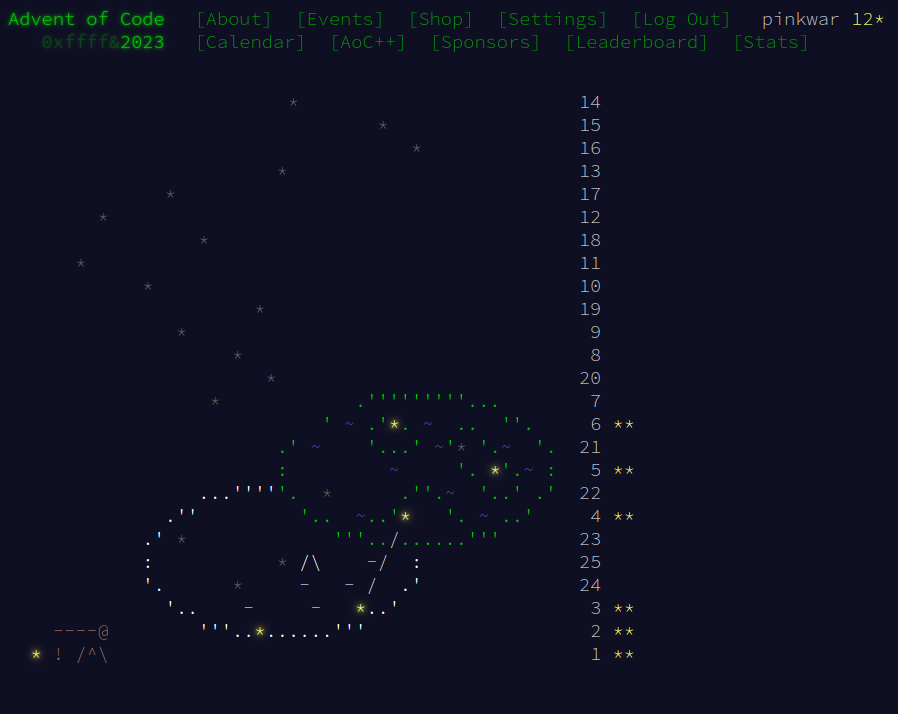 Advent of Code [About] [Events] [Shop] [Settings] [Log Out] pinkwar 12*
0xffff&2023 [Calendar] [AoC++] [Sponsors] [Leaderboard] [Stats]
* 14
* 15
* 16
* 13
* 17
* 12
* 18
* 11
* 10
* 19
* 9
* 8
* 20
* .'''''''''... 7
' ~ .'*. ~ .. ''. 6 **
.' ~ '...' ~'* '.~ '. 21
: ~ '. *'.~ : 5 **
...'''''. * .''.~ '..' .' 22
.'' '.. ~..'* '. ~ ..' 4 **
.' * '''../......''' 23
: * /\ -/ : 25
'. * - - / .' 24
'.. - - *..' 3 **
----@ '''..*......''' 2 **
* ! /^\ 1 **